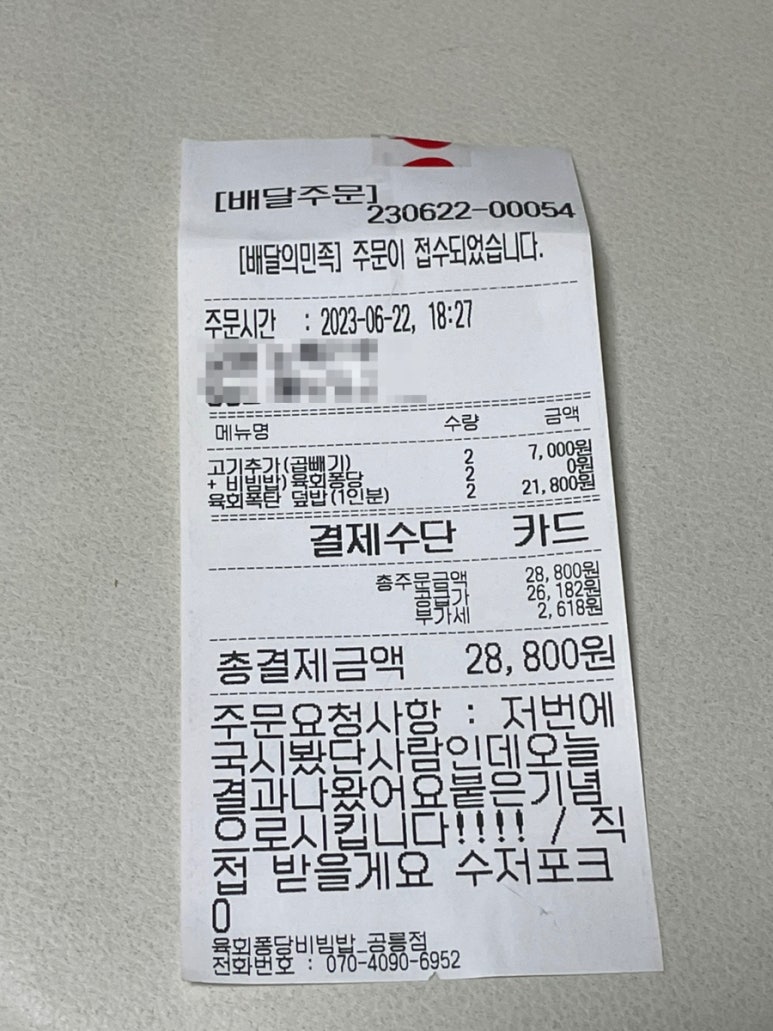 [배달주문]
230622-00054
[배달의민족] 주문이 접수되었습니다.
주문시간 : 2023-06-22, 18:27
메뉴명 수량 금액
고기추가(곱빼기) 2 7,000원
+ 비빔밥)육회퐁당 2 0원
육회폭탄 덮밥(1인분) 2 21,800원
결제수단 카드
총주문금액 28,800원
공급가 26,182원
부가세 2,618원
총결제금액 28,800원
주문요청사항 : 저번에
국시봤단사람인데오늘
결과나왔어요붙은기념
으로시킵니다!!!! / 직
접 받을게요 수저포크
0
육회퐁당비빔밥_공릉점
전화번호 : 070-4090-6952